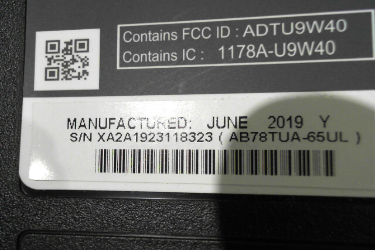 Contains FCC ID : ADTU9W40
Contains IC : 1178A-U9W40
MANUFACTURED: JUNE 2019 Y
S/N XA2A1923118323 ( AB78TUA-65UL )